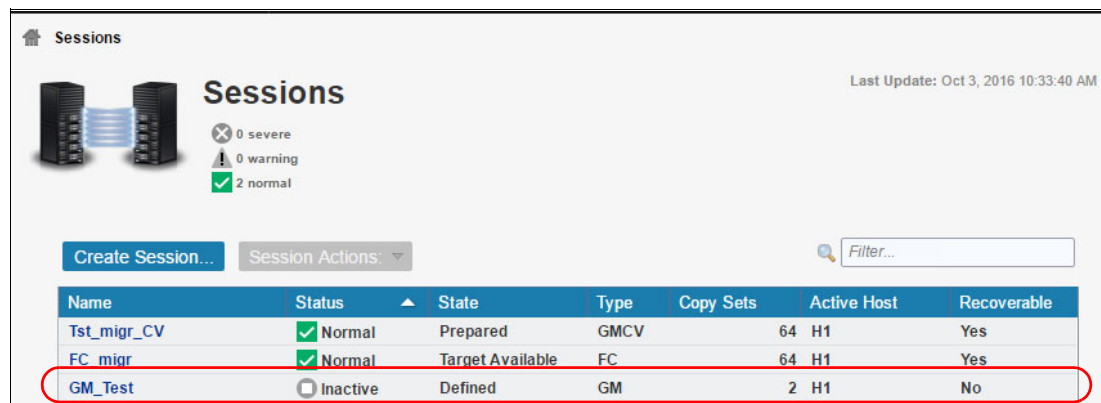 Sessions
Sessions
Last Update: Oct 3, 2016 10:33:40 AM
0 severe
0 warning
2 normal
Create Session...
Session Actions:
Filter...
Name Status State Type Copy Sets Active Host Recoverable
Tst_migr_CV Normal Prepared GMCV 64 H1 Yes
FC_migr Normal Target Available FC 64 H1 Yes
GM_Test Inactive Defined GM 2 H1 No